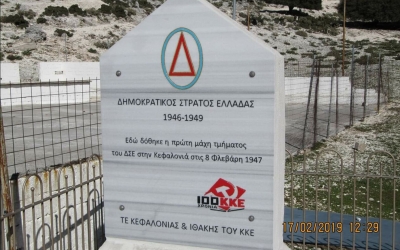 ΔΗΜΟΚΡΑΤΙΚΟΣ ΣΤΡΑΤΟΣ ΕΛΛΑΔΑΣ
1946-1949
Εδώ δόθηκε η πρώτη μάχη τμήματος
του ΔΣΕ στην Κεφαλονιά στις 8 Φλεβάρη 1947
100 ΚΚΕ
ΧΡΟΝΙΑ
ΤΕ ΚΕΦΑΛΟΝΙΑΣ & ΙΘΑΚΗΣ ΤΟΥ ΚΚΕ
17/02/2019 12:29